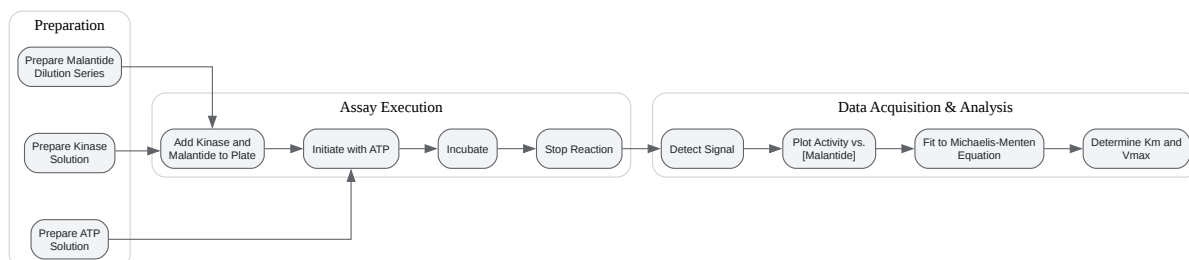 Preparation
Prepare Malantide
Dilution Series
Prepare Kinase
Solution
Prepare ATP
Solution
Assay Execution
Add Kinase and
Malantide to Plate
Initiate with ATP
Incubate
Stop Reaction
Data Acquisition & Analysis
Detect Signal
Plot Activity vs.
[Malantide]
Fit to Michaelis-Menten
Equation
Determine Km and
Vmax